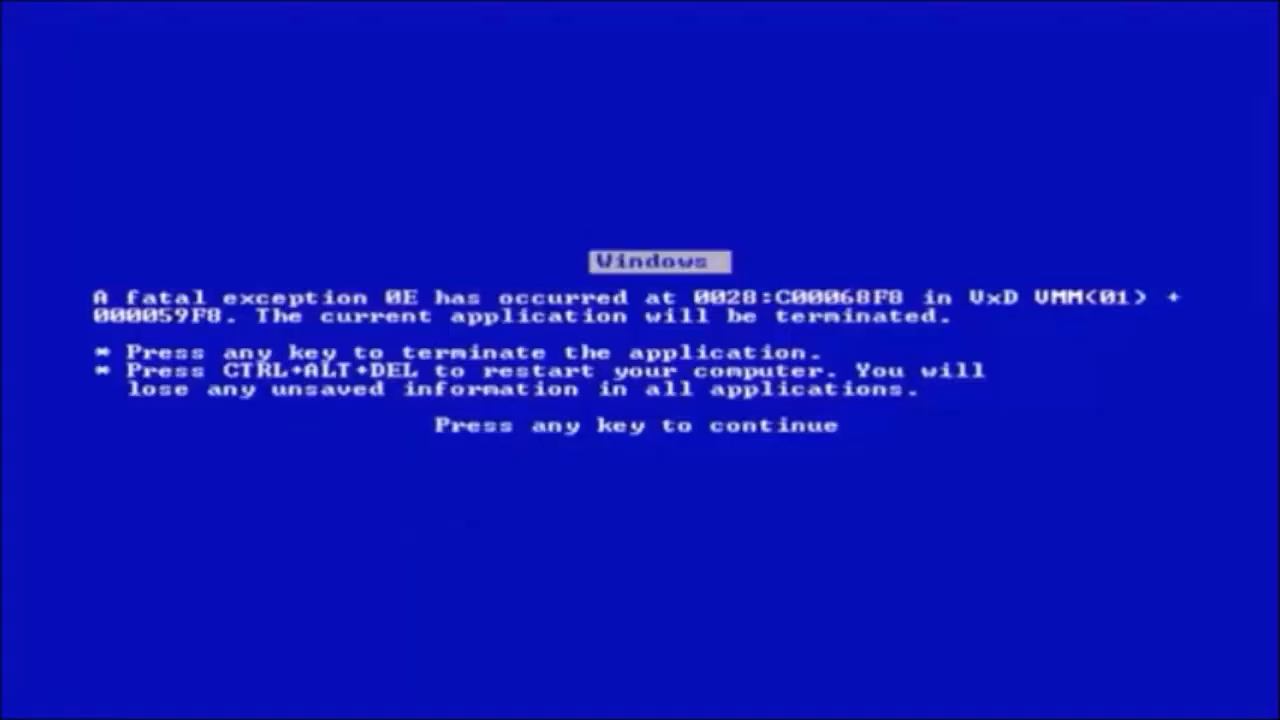 Windows
A fatal exception 0E has occurred at 0028:C00068F8 in VxD VMM(01) +
000059F8. The current application will be terminated.
* Press any key to terminate the application.
* Press CTRL+ALT+DEL to restart your computer. You will
lose any unsaved information in all applications.
Press any key to continue